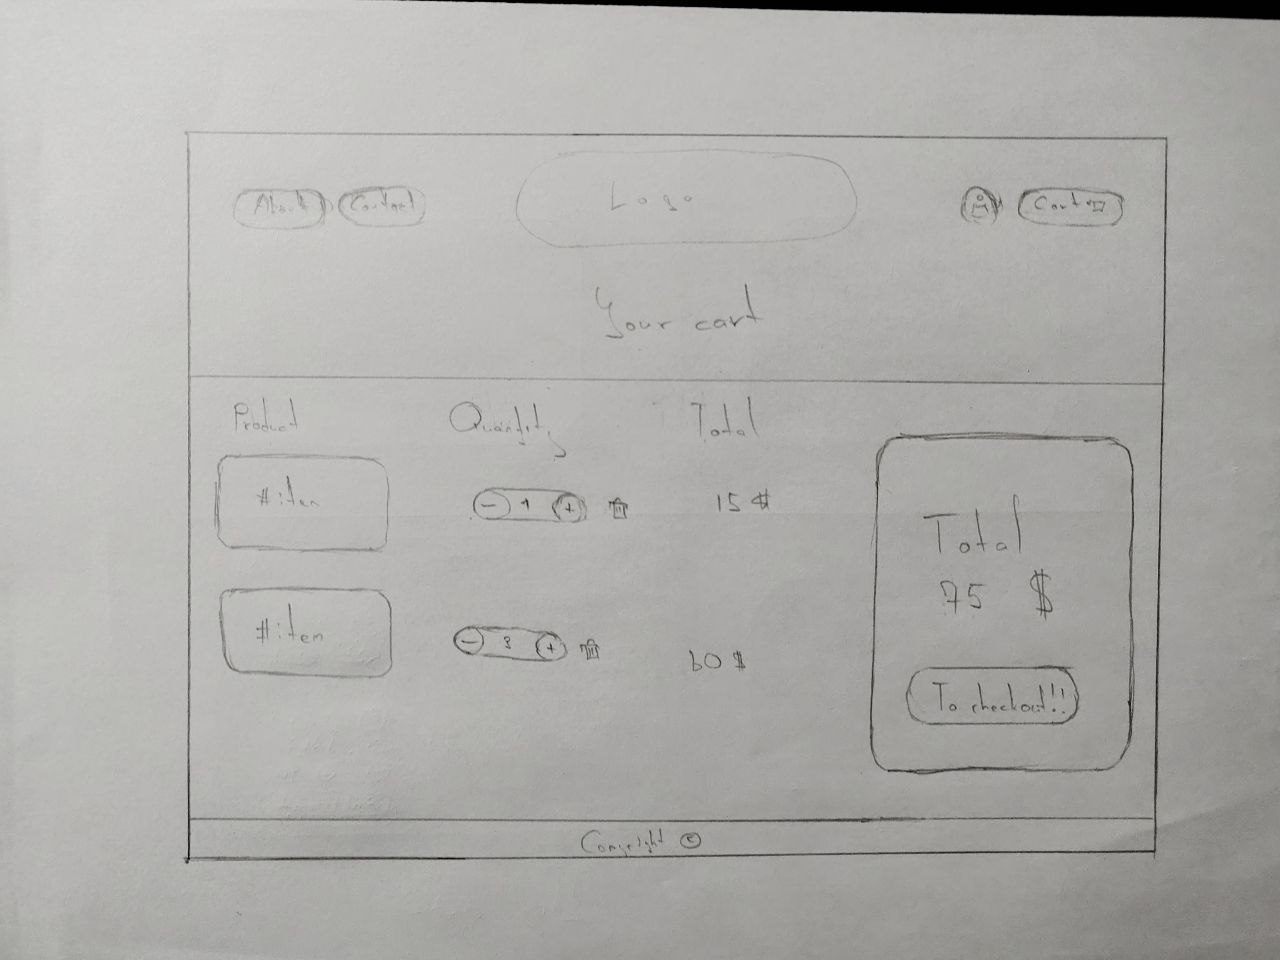 About Contact Logo Cart
Your cart
Product Quantity Total
#item - 1 + 15 $
Total
75 $
#item - 3 + 60 $
To checkout!!
Copyright ©